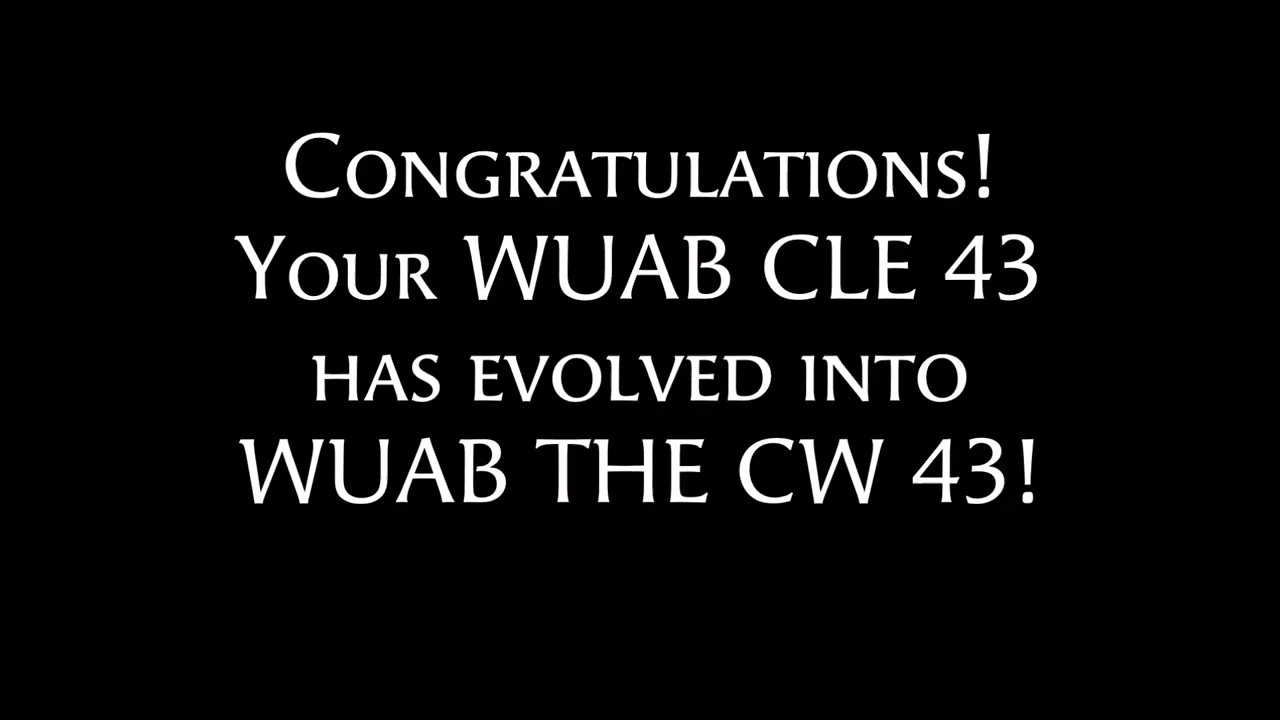 Congratulations!
Your WUAB CLE 43
has evolved into
WUAB THE CW 43!